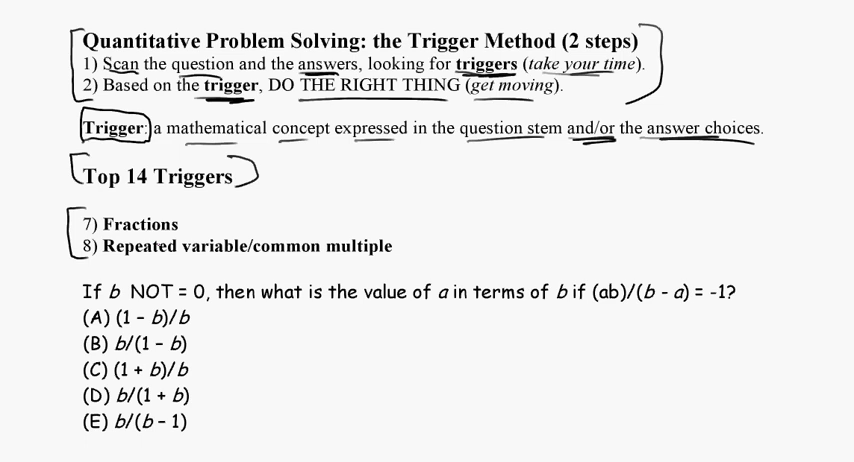 Quantitative Problem Solving: the Trigger Method (2 steps)
1) Scan the question and the answers, looking for triggers (take your time).
2) Based on the trigger, DO THE RIGHT THING (get moving).
Trigger: a mathematical concept expressed in the question stem and/or the answer choices.
Top 14 Triggers
7) Fractions
8) Repeated variable/common multiple
If b NOT = 0, then what is the value of a in terms of b if (ab)/(b - a) = -1?
(A) (1 - b)/b
(B) b/(1 - b)
(C) (1 + b)/b
(D) b/(1 + b)
(E) b/(b - 1)